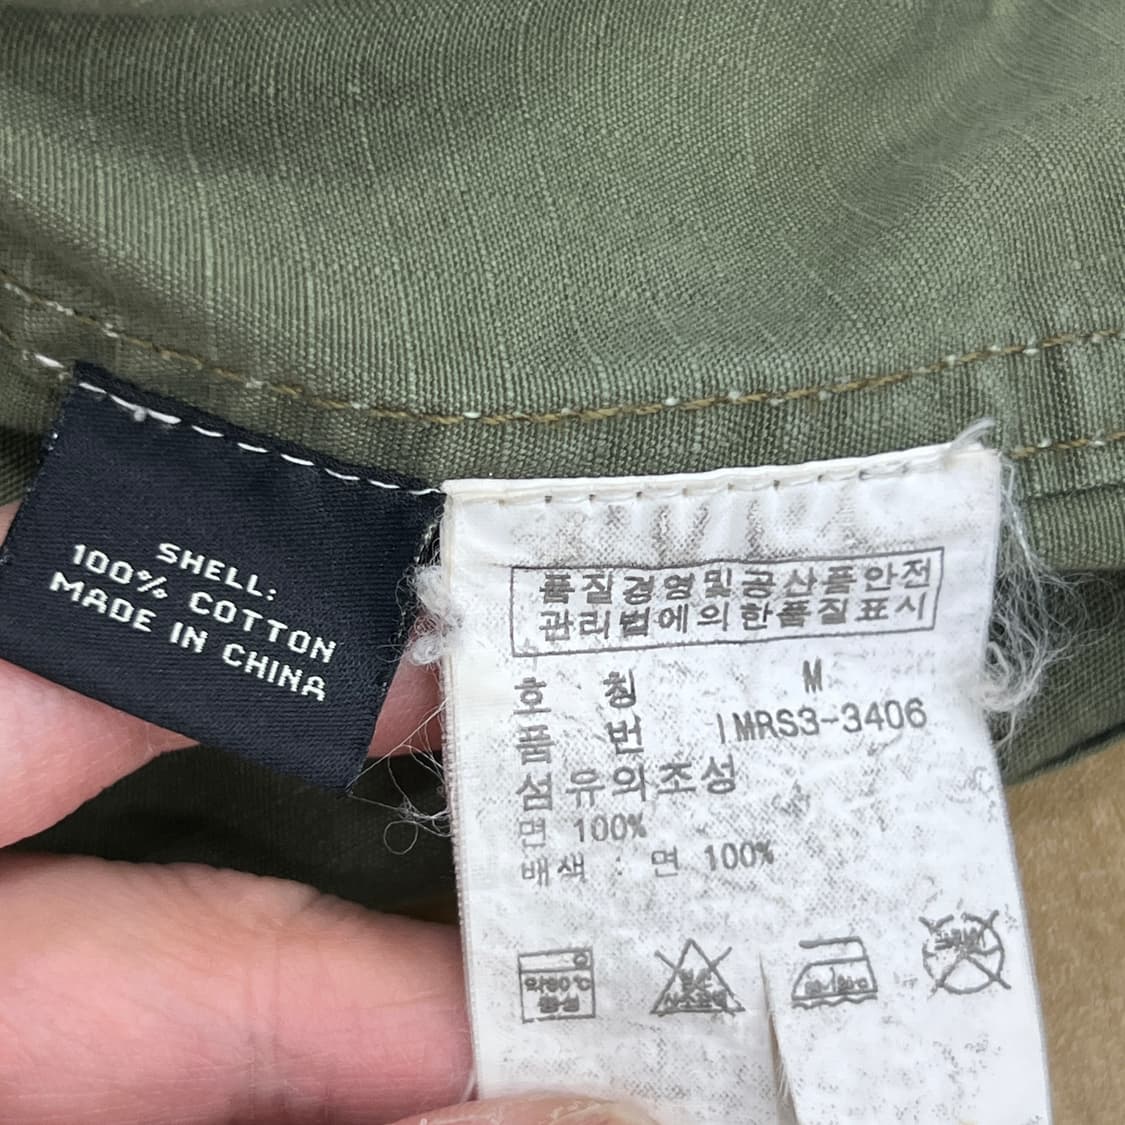 SHELL:
100% COTTON
MADE IN CHINA
품질경영및공산품안전
관리법에의한품질표시
호 칭 M
품 번 IMRS3-3406
섬유의조성
면 100%
배색 : 면 100%